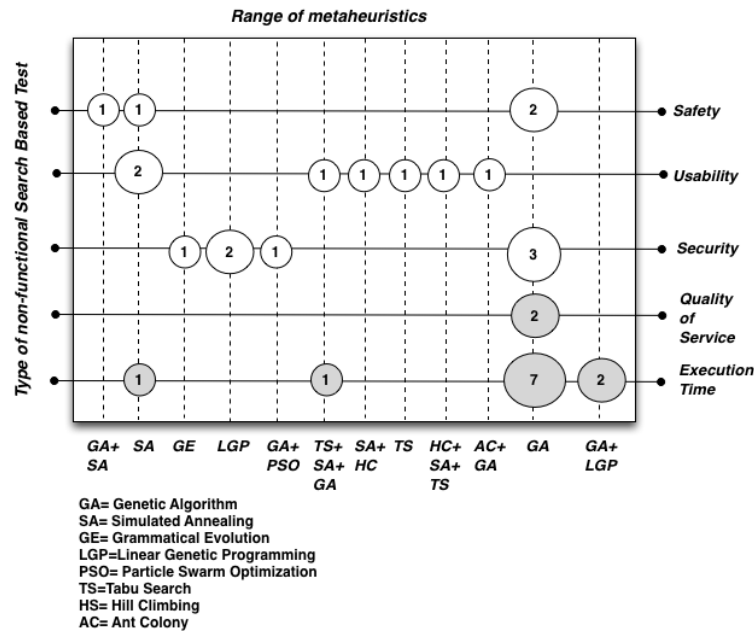 Range of metaheuristics
Type of non-functional Search Based Test
1 1 2 Safety
2 1 1 1 1 1 Usability
1 2 1 3 Security
2 Quality
of
Service
1 1 7 2 Execution
Time
GA+ SA GE LGP GA+ TS+ SA+ TS HC+ AC+ GA GA+
SA PSO SA+ HC SA+ GA LGP
GA TS
GA= Genetic Algorithm
SA= Simulated Annealing
GE= Grammatical Evolution
LGP=Linear Genetic Programming
PSO= Particle Swarm Optimization
TS=Tabu Search
HS= Hill Climbing
AC= Ant Colony